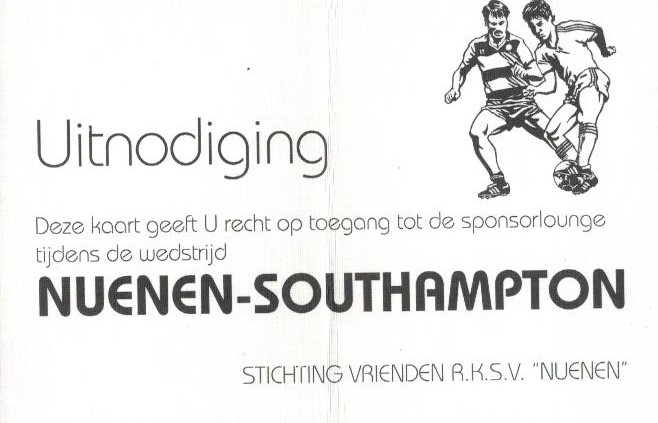 Uitnodiging
Deze kaart geeft U recht op toegang tot de sponsorlounge
tijdens de wedstrijd
NUENEN-SOUTHAMPTON
STICHTING VRIENDEN R.K.S.V. "NUENEN"